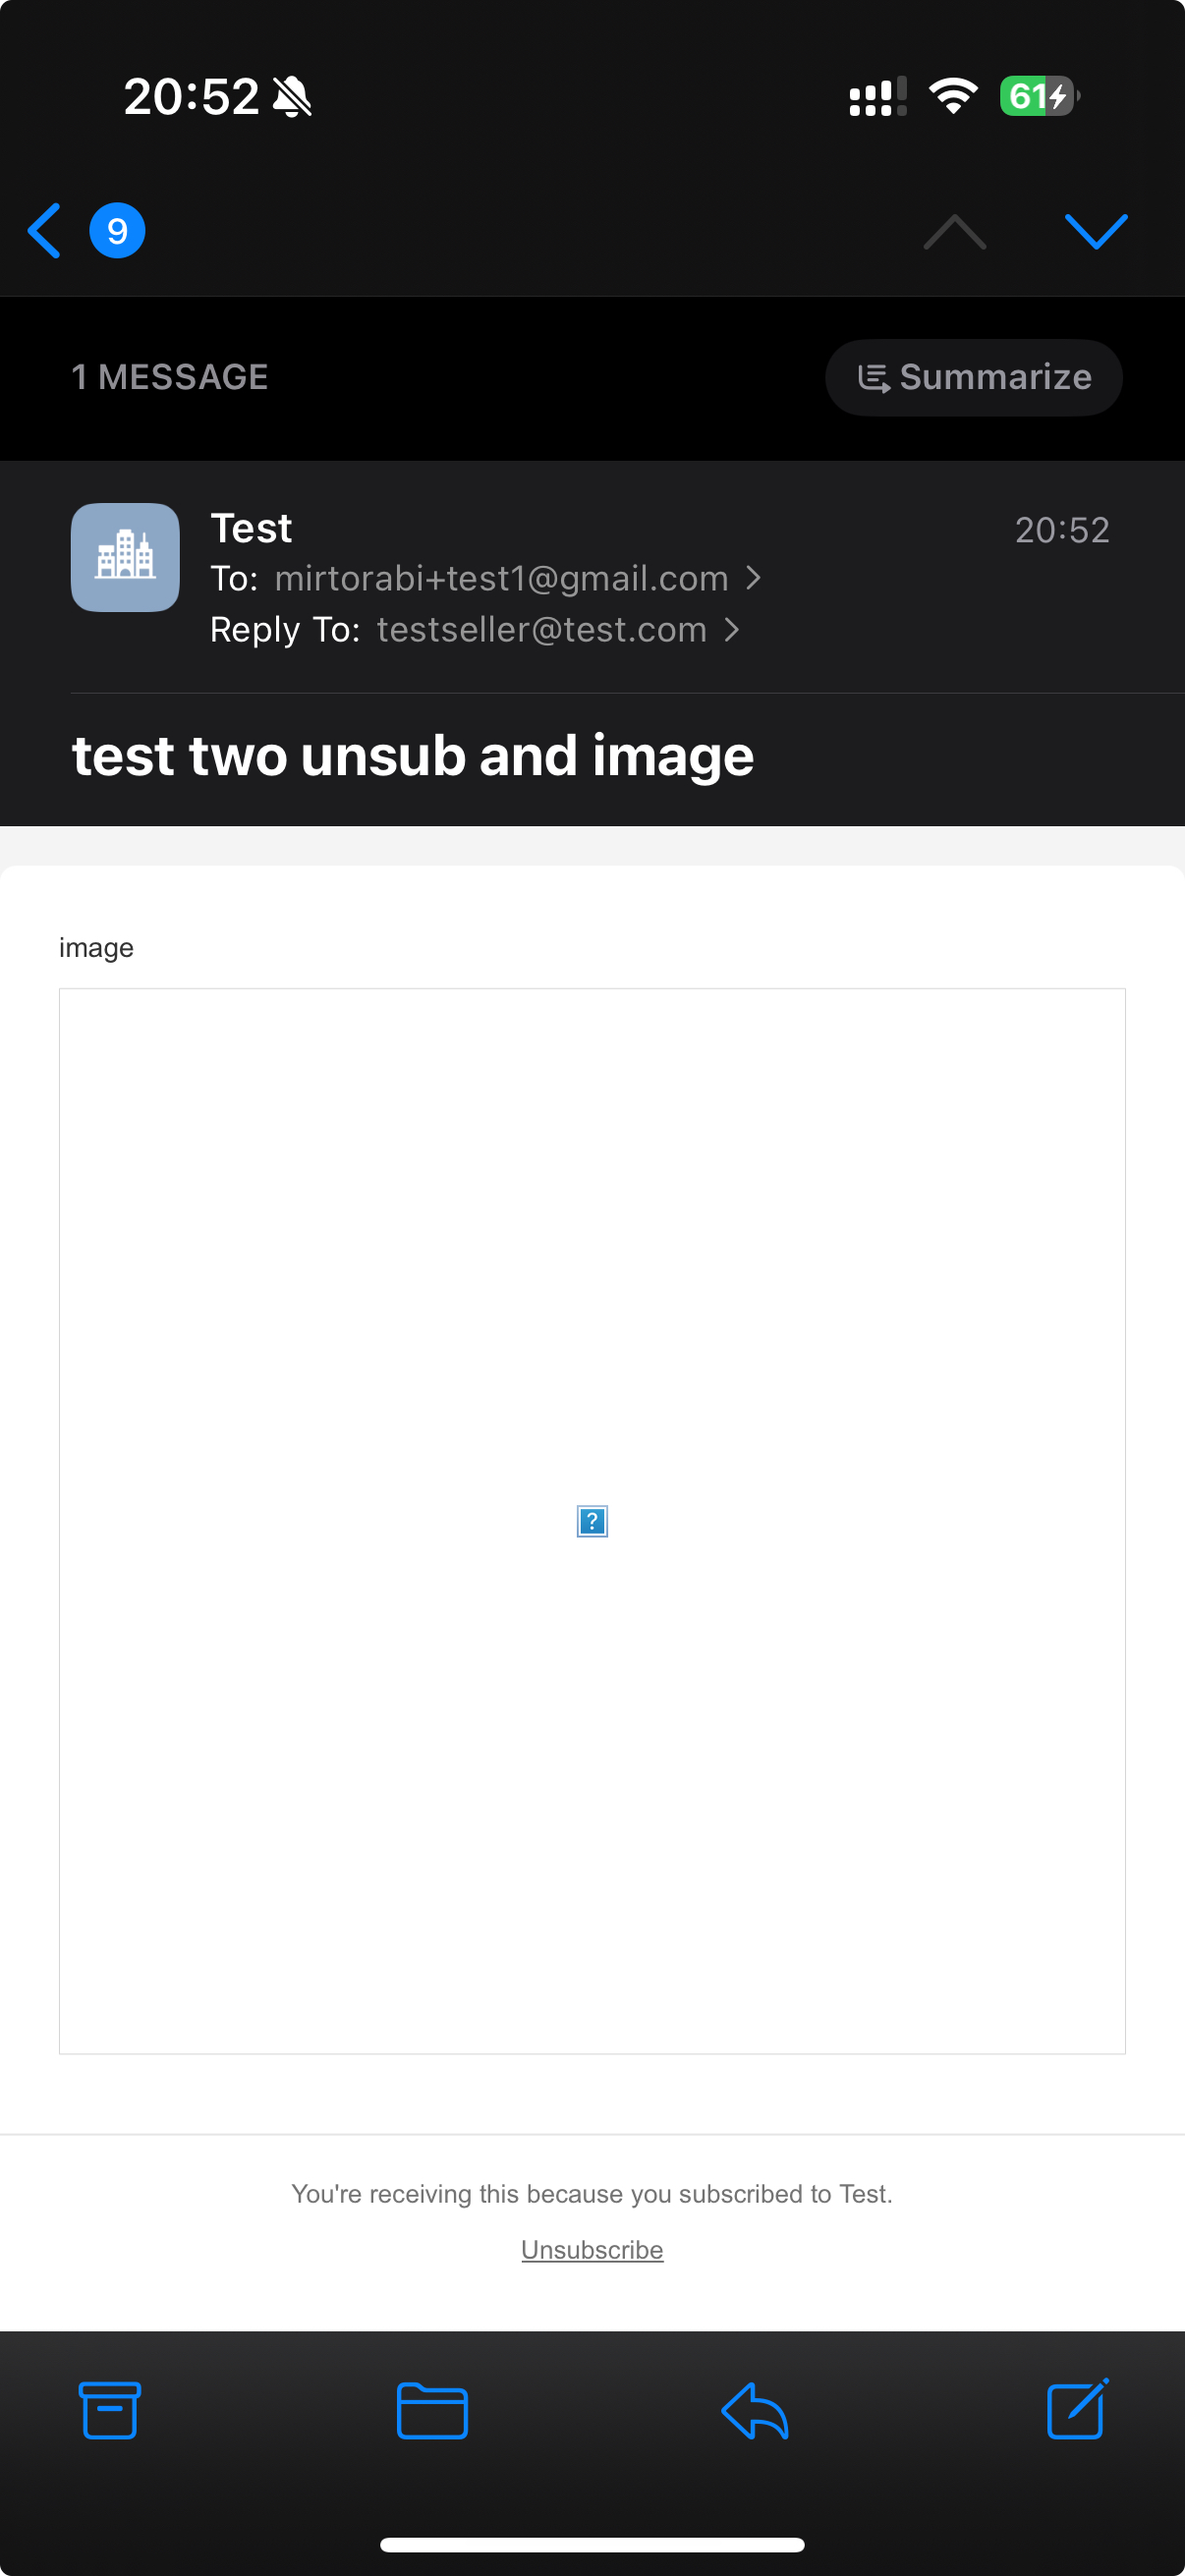 20:52
61
9
1 MESSAGE
Summarize
Test
20:52
To: mirtorabi+test1@gmail.com
Reply To: testseller@test.com
test two unsub and image
image
?
You're receiving this because you subscribed to Test.
Unsubscribe